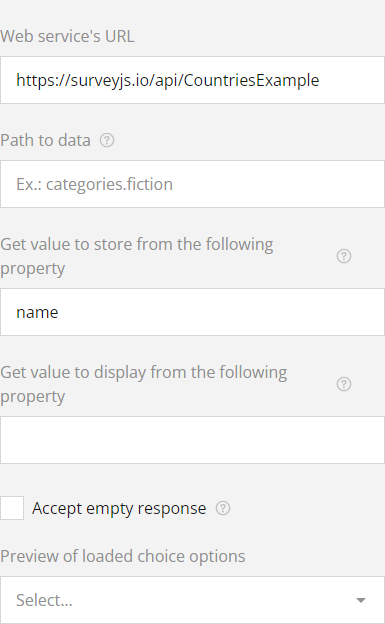 Web service's URL
https://surveyjs.io/api/CountriesExample
Path to data
Ex.: categories.fiction
Get value to store from the following
property
name
Get value to display from the following
property
Accept empty response
Preview of loaded choice options
Select...